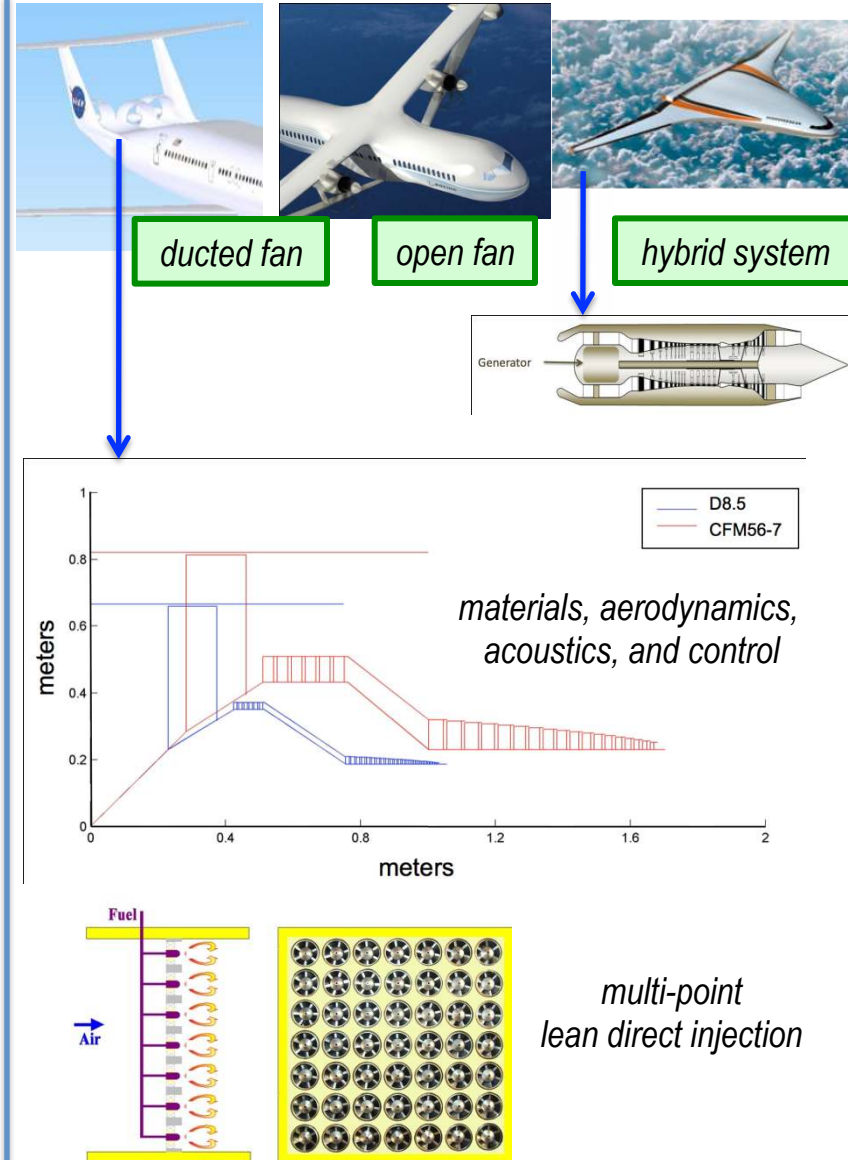 NASA
ducted fan
open fan
hybrid system
Generator
D8.5
CFM56-7
1
0.8
0.6
0.4
0.2
0
meters
materials, aerodynamics,
acoustics, and control
0
0.4
0.8
1.2
1.6
2
meters
Fuel
Air
multi-point
lean direct injection